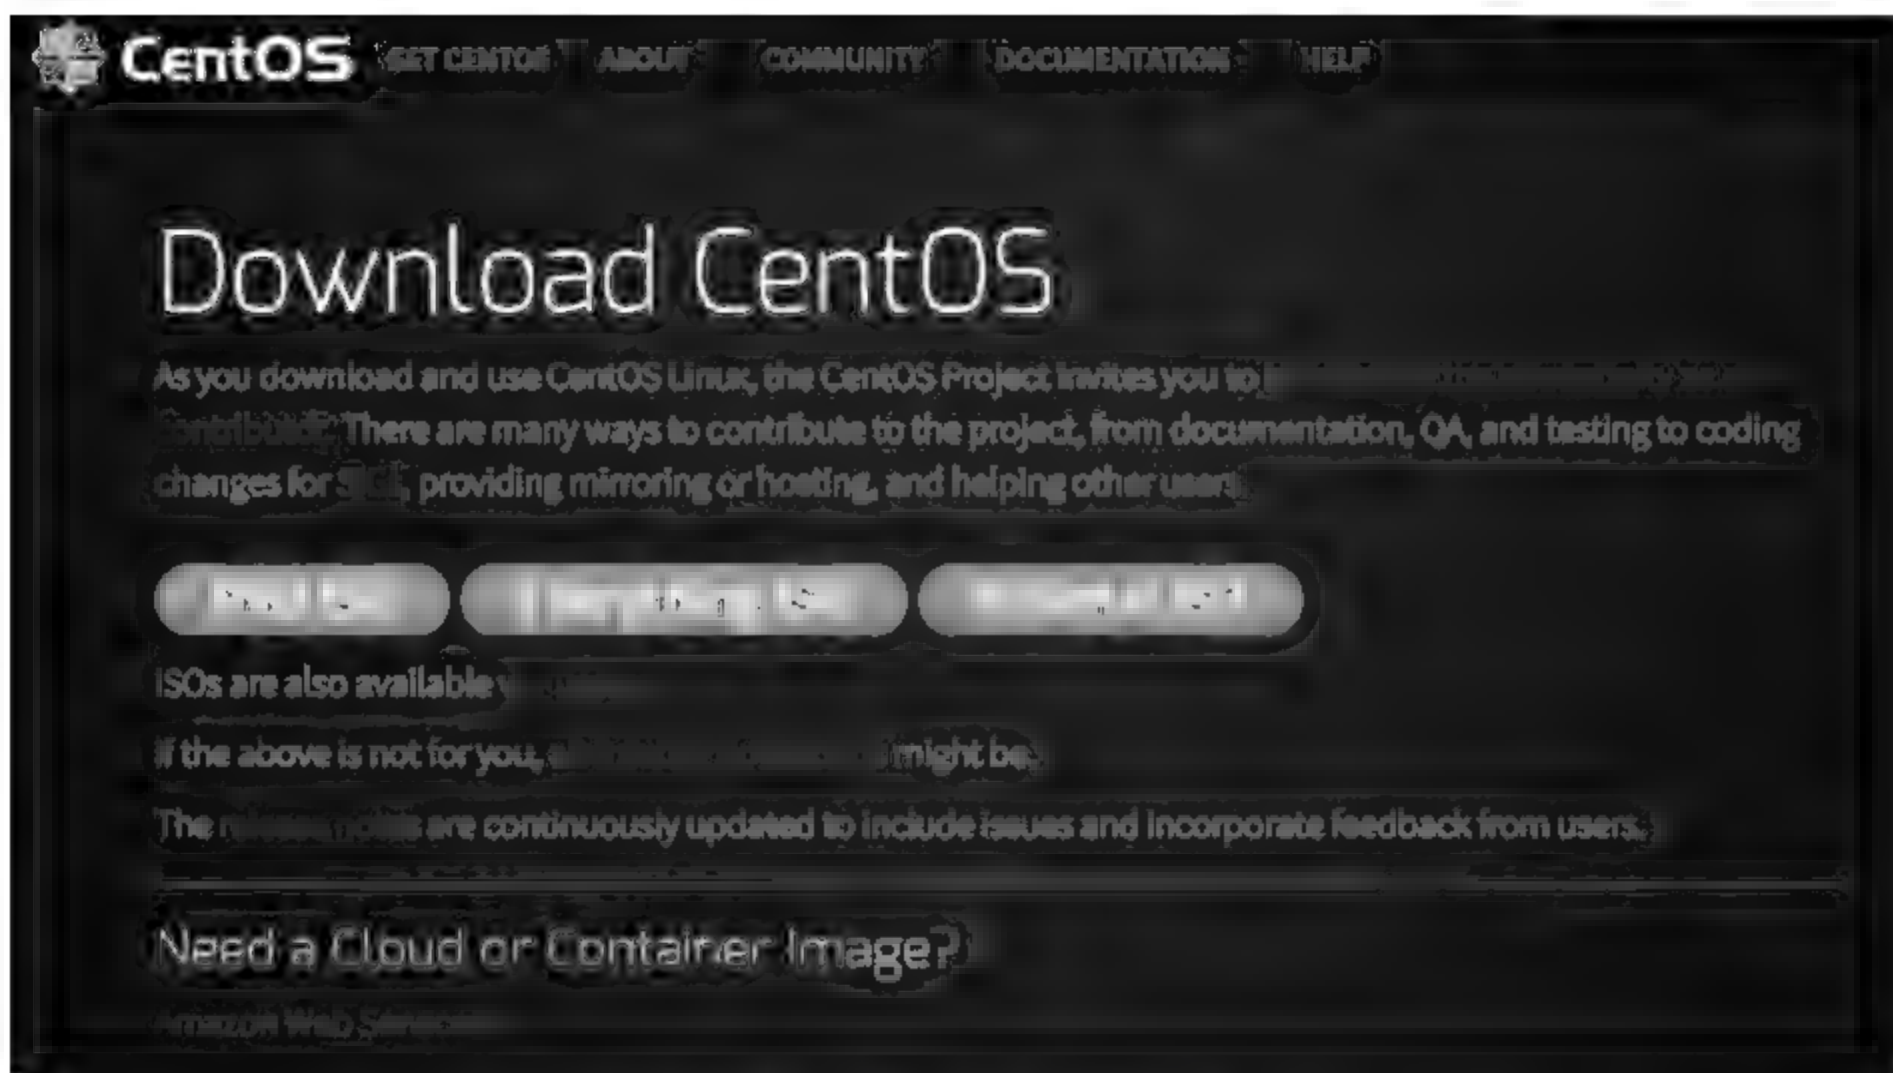 CentOS GET CENTOS ABOUT COMMUNITY DOCUMENTATION HELP
Download CentOS
As you download and use CentOS Linux, the CentOS Project invites you to
Contributor. There are many ways to contribute to the project, from documentation, QA, and testing to coding
changes for , providing mirroring or hosting, and helping other users.
ISOs are also available
If the above is not for you, might be.
The are continuously updated to include issues and incorporate feedback from users.
Need a Cloud or Container Image?
Amazon Web Services